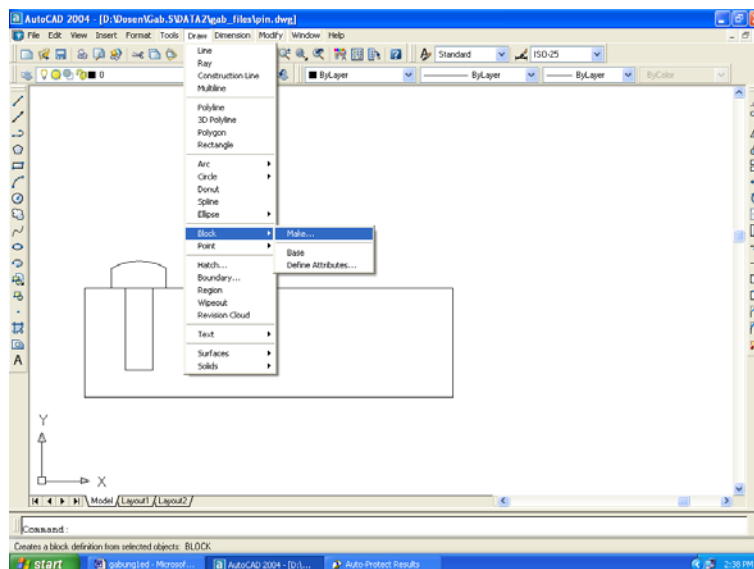 AutoCAD 2004 - [D:\Dosen\Gab.S\DATA2\gab_files\pin.dwg]
File Edit View Insert Format Tools Draw Dimension Modify Window Help
Standard ISO-25
0 ByLayer ByLayer ByLayer ByColor
Line
Ray
Construction Line
Multiline
Polyline
3D Polyline
Polygon
Rectangle
Arc
Circle
Donut
Spline
Ellipse
Block
Make...
Point
Base
Define Attributes...
Hatch...
Boundary...
Region
Wipeout
Revision Cloud
Text
Surfaces
Solids
A
Y
X
Model Layout1 Layout2
Command:
Creates a block definition from selected objects: BLOCK
start gabung1ed - Microsof... AutoCAD 2004 - [D:\... Auto-Protect Results 2:38 PM